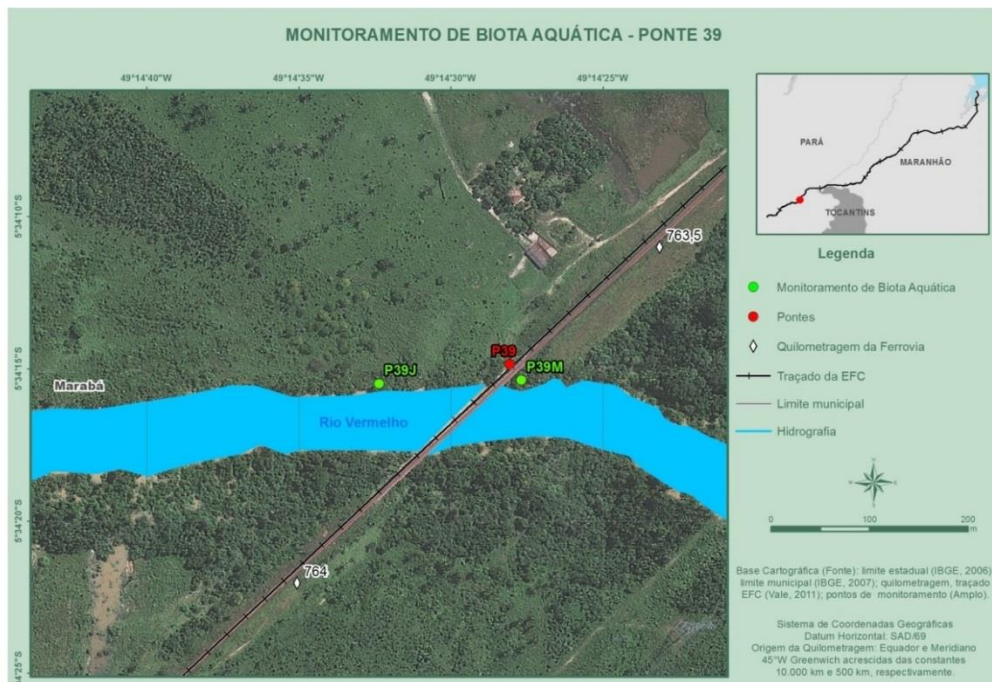 MONITORAMENTO DE BIOTA AQUÁTICA - PONTE 39
49°14'40"W 49°14'35"W 49°14'30"W 49°14'25"W
5°34'10"S
5°34'15"S
5°34'20"S
°34'25"S
763,5
P39
P39J
P39M
Marabá
Rio Vermelho
764
PARÁ
MARANHÃO
TOCANTINS
Legenda
Monitoramento de Biota Aquática
Pontes
Quilometragem da Ferrovia
Traçado da EFC
Limite municipal
Hidrografia
0 100 200
m
Base Cartográfica (Fonte): limite estadual (IBGE, 2006)
limite municipal (IBGE, 2007); quilometragem, traçado
EFC (Vale, 2011); pontos de monitoramento (Amplo).
Sistema de Coordenadas Geográficas
Datum Horizontal: SAD/69
Origem da Quilometragem: Equador e Meridiano
45°W Greenwich acrescidas das constantes
10.000 km e 500 km, respectivamente.